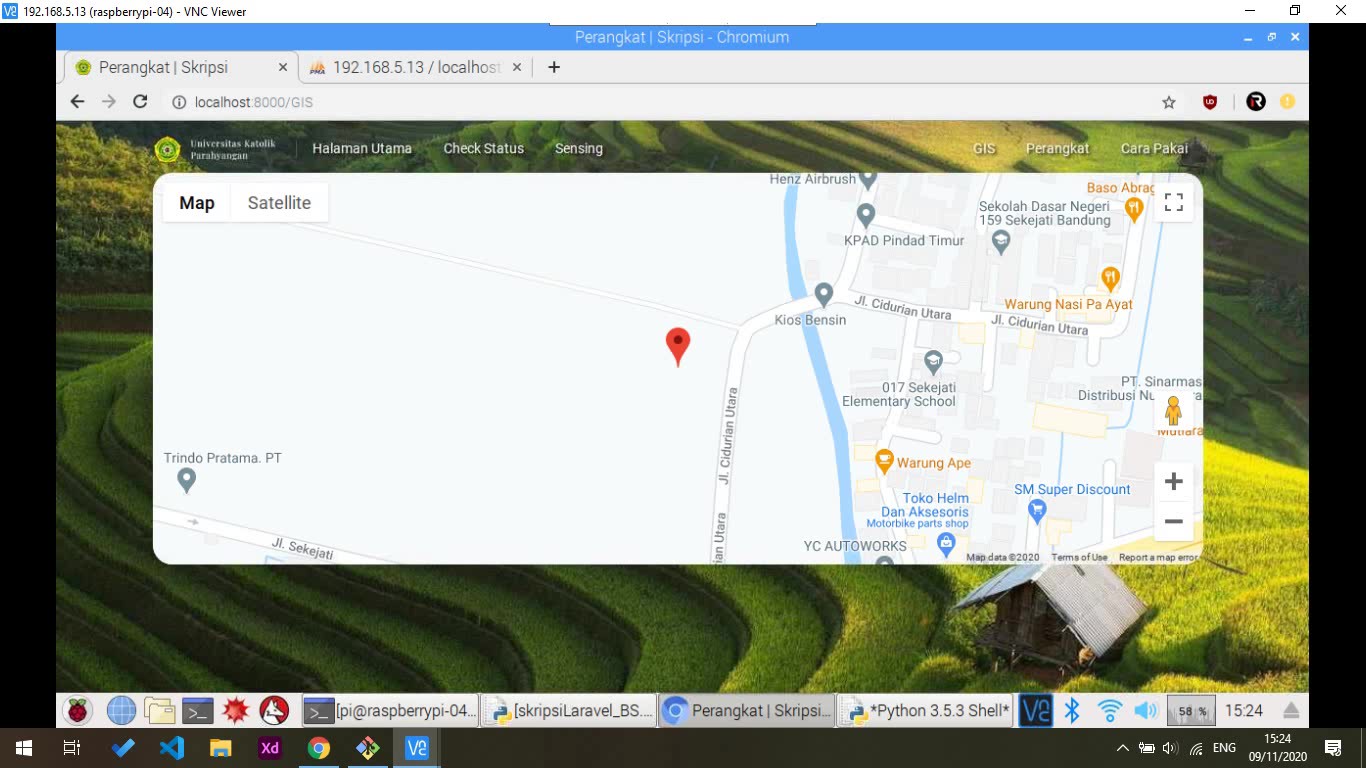 192.168.5.13 (raspberrypi-04) - VNC Viewer
Perangkat | Skripsi - Chromium
Perangkat | Skripsi
PMA
192.168.5.13 / localhost
localhost:8000/GIS
Universitas Katolik
Parahyangan
Halaman Utama
Check Status
Sensing
GIS
Perangkat
Cara Pakai
Map
Satellite
Henz Airbrush
Baso Abrag
Sekolah Dasar Negeri
159 Sekejati Bandung
KPAD Pindad Timur
Warung Nasi Pa Ayat
Jl. Cidurian Utara
Jl. Cidurian Utara
Kios Bensin
017 Sekejati
Elementary School
PT. Sinarmas
Distribusi Nu
Mutiara
Jl. Cidurian Utara
Trindo Pratama. PT
Warung Ape
SM Super Discount
Toko Helm
Dan Aksesoris
Motorbike parts shop
ian Utara
Jl. Sekejati
YC AUTOWORKS
Map data ©2020
Terms of Use
Report a map error
[pi@raspberrypi-04...
[skripsiLaravel_BS....
Perangkat | Skripsi...
*Python 3.5.3 Shell*
58 %
15:24
Xd
ENG
15:24
09/11/2020